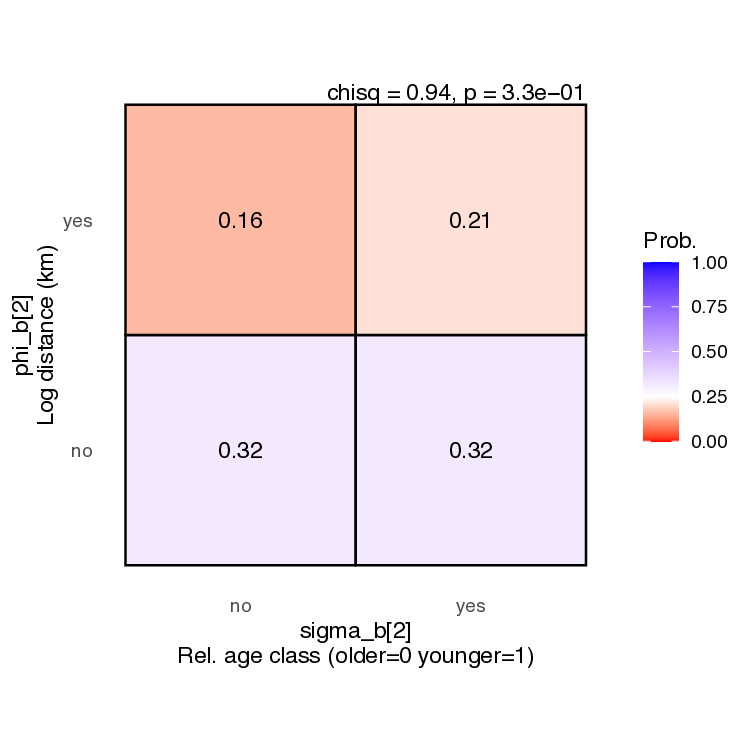 chisq = 0.94, p = 3.3e−01
yes
0.16
0.21
phi_b[2]
Log distance (km)
no
0.32
0.32
no
yes
sigma_b[2]
Rel. age class (older=0 younger=1)
Prob.
1.00
0.75
0.50
0.25
0.00